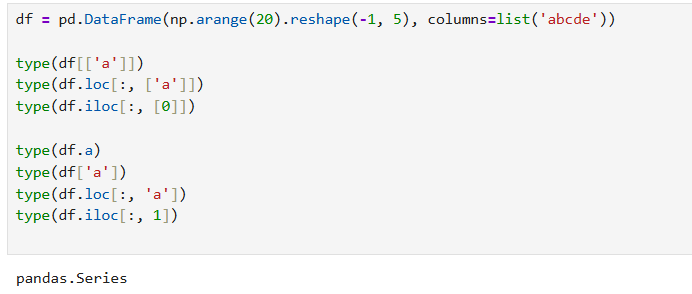 df = pd.DataFrame(np.arange(20).reshape(-1, 5), columns=list('abcde'))
type(df[['a']])
type(df.loc[:, ['a']])
type(df.iloc[:, [0]])
type(df.a)
type(df['a'])
type(df.loc[:, 'a'])
type(df.iloc[:, 1])
pandas.Series